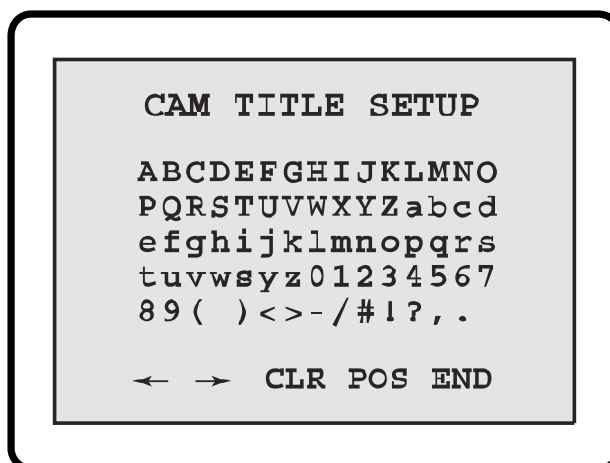 CAM TITLE SETUP
ABCDEFGHIJKLMNO
PQRSTUVWXYZabcd
efghijklmnopqrs
tuvwsyz01234567
89( )<>-/#!?,.
← → CLR POS END